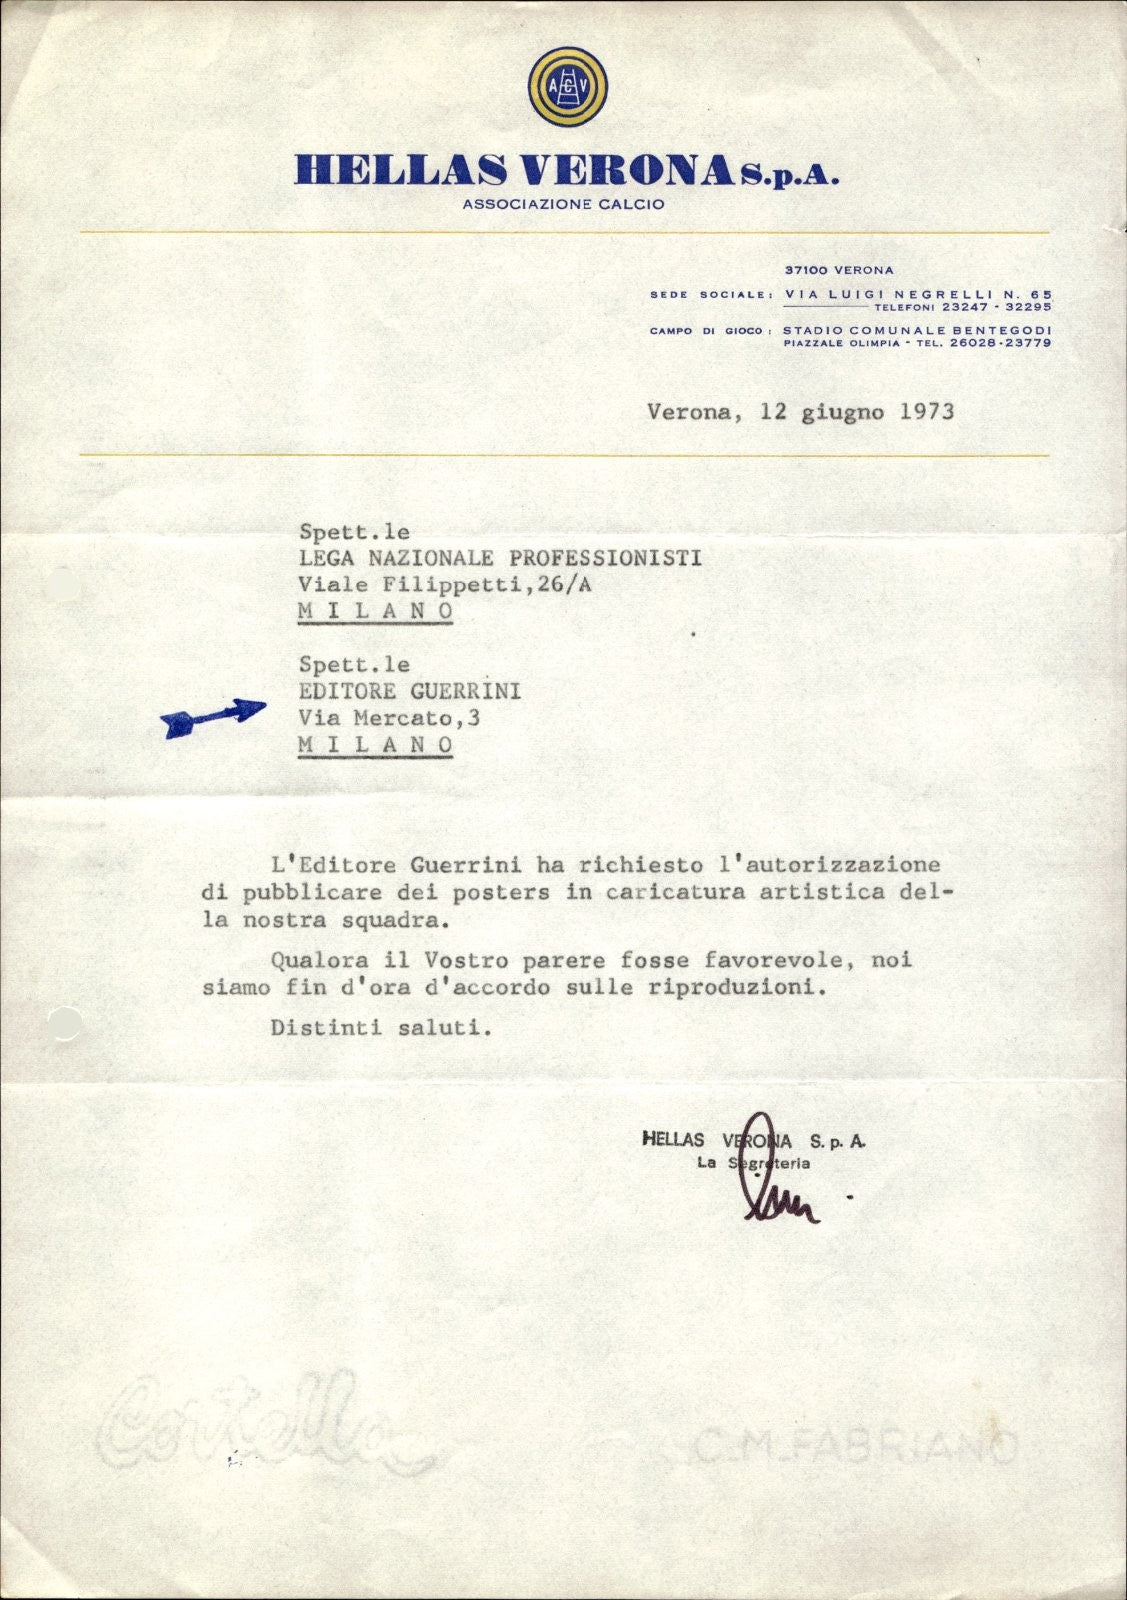 A C V
HELLAS VERONA S.p.A.
ASSOCIAZIONE CALCIO
37100 VERONA
SEDE SOCIALE: VIA LUIGI NEGRELLI N. 65
TELEFONI 23247 - 32295
CAMPO DI GIOCO: STADIO COMUNALE BENTEGODI
PIAZZALE OLIMPIA - TEL. 26028-23779
Verona, 12 giugno 1973
Spett.le
LEGA NAZIONALE PROFESSIONISTI
Viale Filippetti,26/A
M I L A N O
Spett.le
EDITORE GUERRINI
Via Mercato,3
M I L A N O
L'Editore Guerrini ha richiesto l'autorizzazione
di pubblicare dei posters in caricatura artistica del-
la nostra squadra.
Qualora il Vostro parere fosse favorevole, noi
siamo fin d'ora d'accordo sulle riproduzioni.
Distinti saluti.
HELLAS VERONA S. p. A.
La Segreteria
C.M.FABRIANO